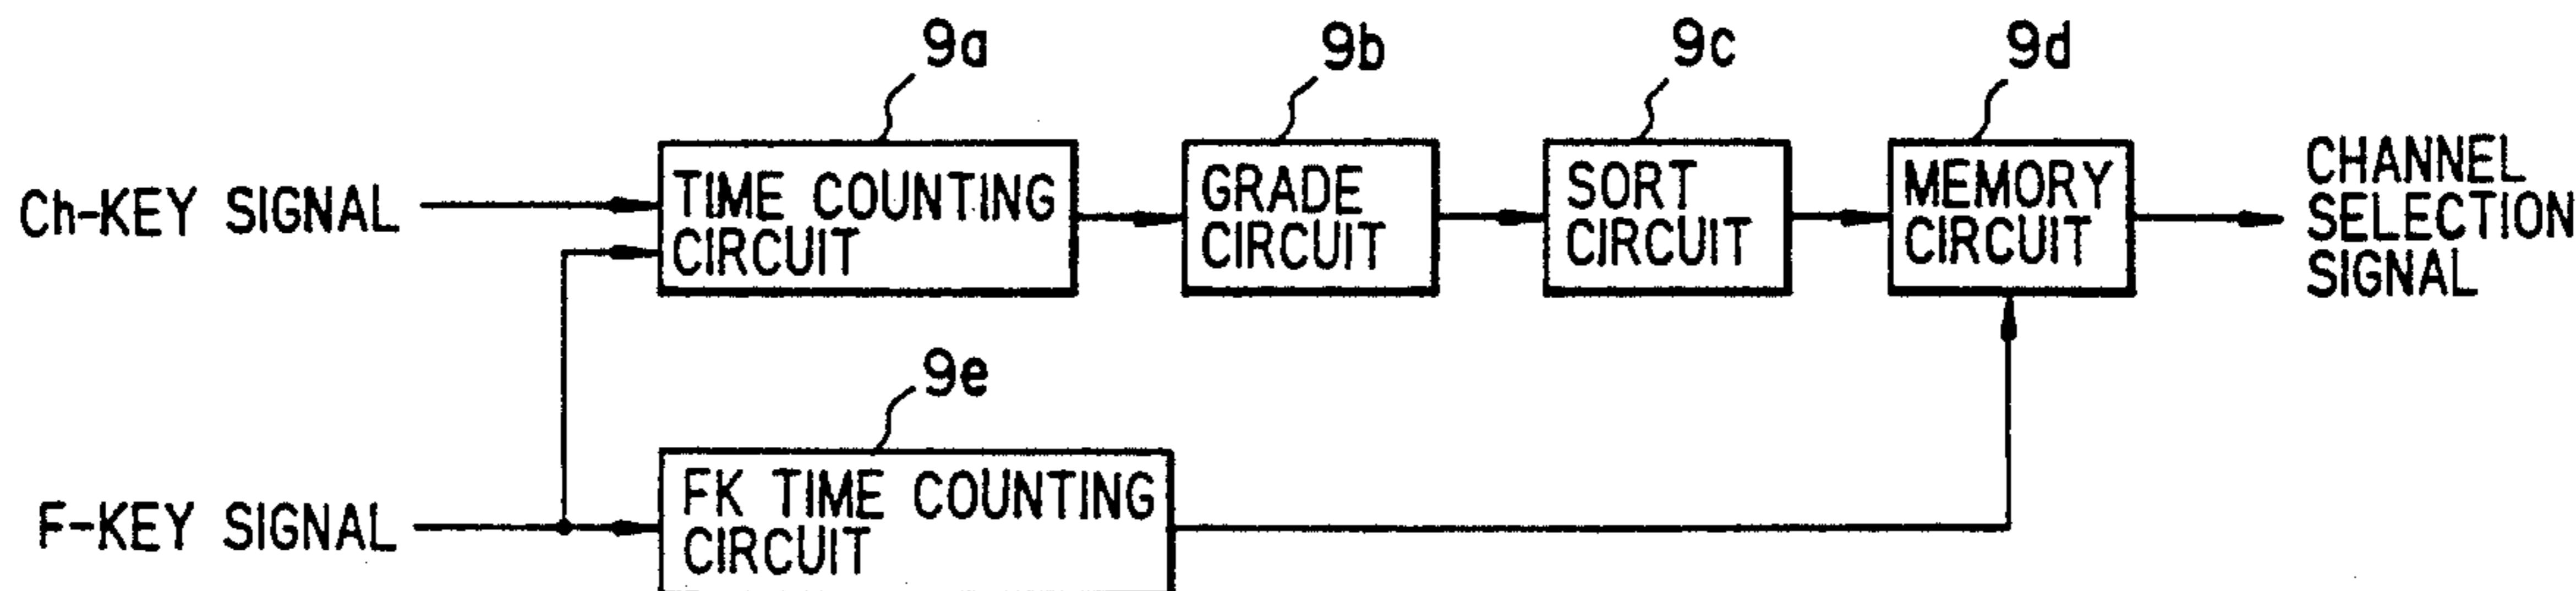 9a
9b
9c
9d
Ch-KEY SIGNAL
TIME COUNTING
CIRCUIT
GRADE
CIRCUIT
SORT
CIRCUIT
MEMORY
CIRCUIT
CHANNEL
SELECTION
SIGNAL
9e
F-KEY SIGNAL
FK TIME COUNTING
CIRCUIT